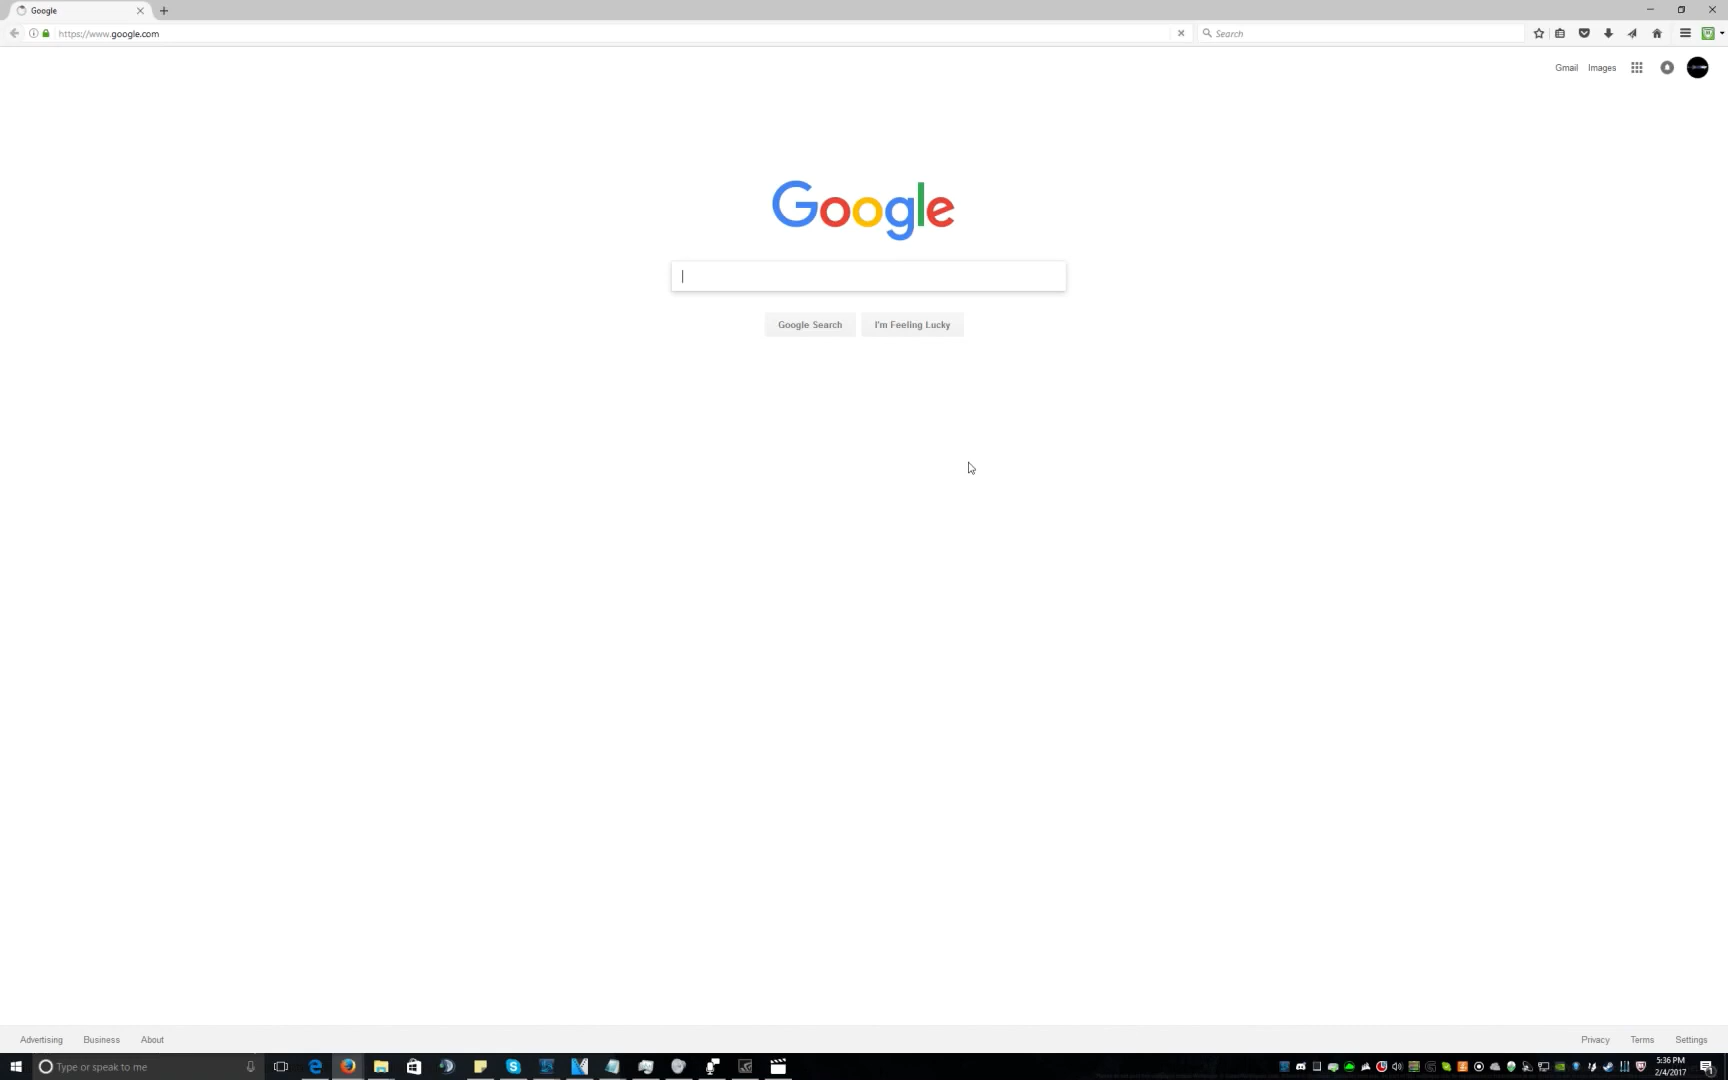 Google
https://www.google.com
Search
Gmail
Images
Google
Google Search
I'm Feeling Lucky
Advertising
Business
About
Privacy
Terms
Settings
Type or speak to me
5:36 PM
2/4/2017